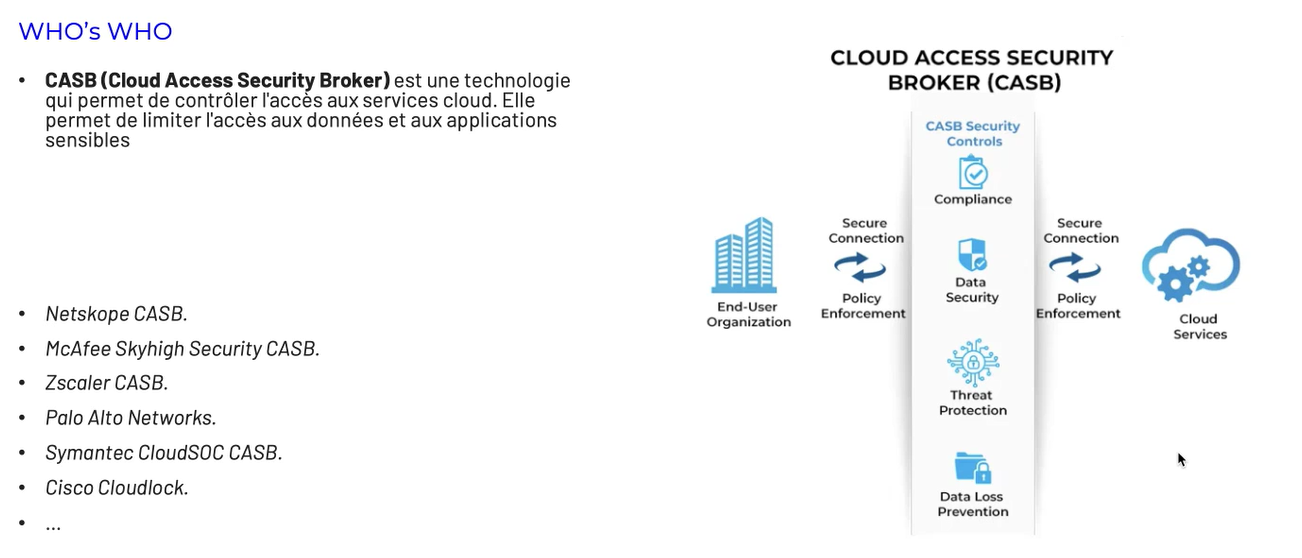 WHO's WHO
• CASB (Cloud Access Security Broker) est une technologie
qui permet de contrôler l'accès aux services cloud. Elle
permet de limiter l'accès aux données et aux applications
sensibles
• Netskope CASB.
• McAfee Skyhigh Security CASB.
• Zscaler CASB.
• Palo Alto Networks.
• Symantec CloudSOC CASB.
• Cisco Cloudlock.
• ...
CLOUD ACCESS SECURITY
BROKER (CASB)
CASB Security
Controls
Compliance
Data
Security
Threat
Protection
Data Loss
Prevention
End-User
Organization
Secure
Connection
Policy
Enforcement
Secure
Connection
Policy
Enforcement
Cloud
Services